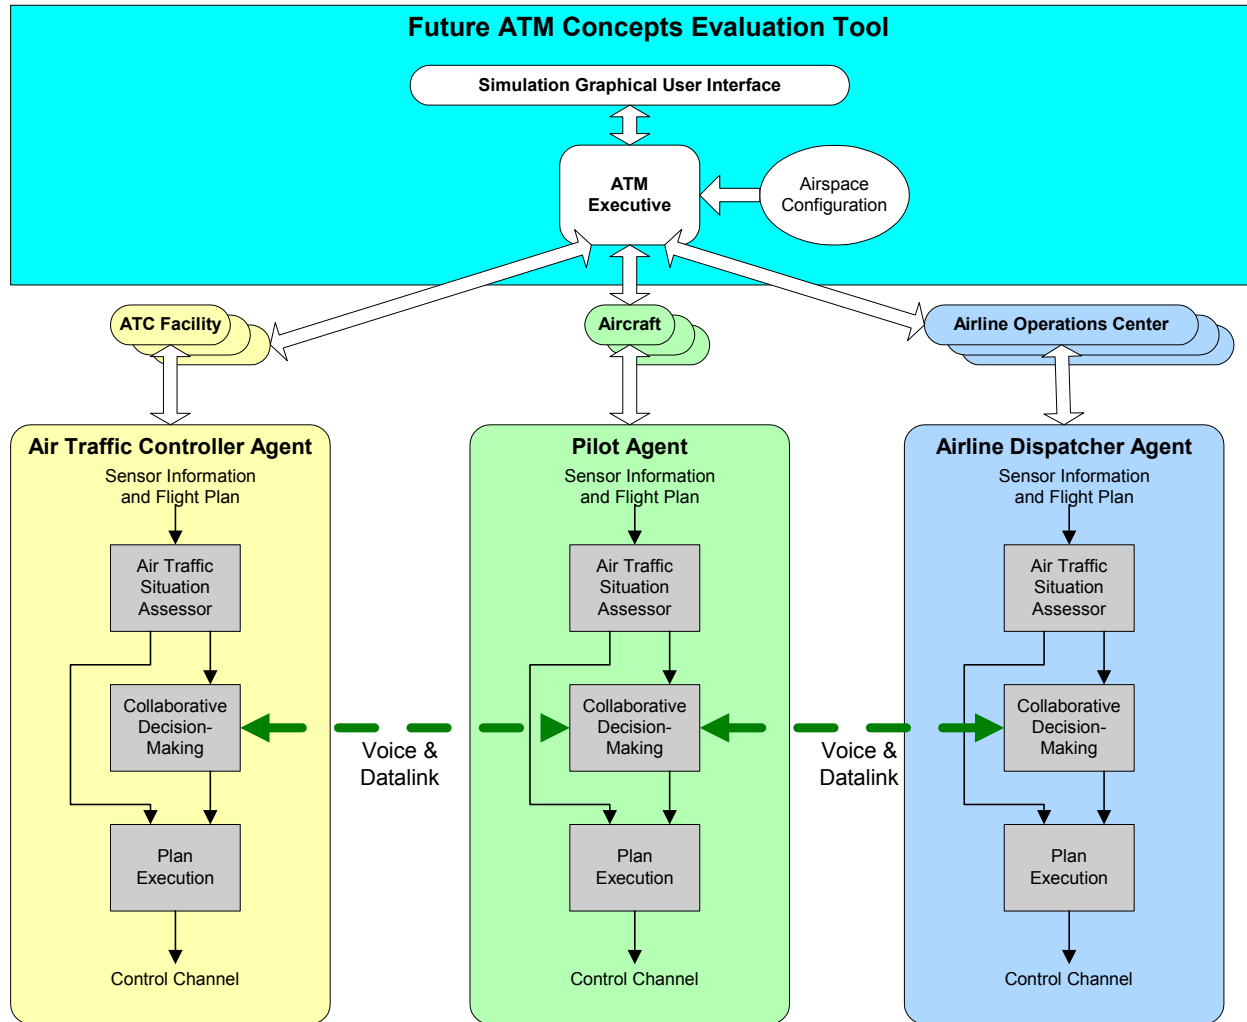 Future ATM Concepts Evaluation Tool
Simulation Graphical User Interface
ATM
Executive
Airspace
Configuration
ATC Facility
Aircraft
Airline Operations Center
Air Traffic Controller Agent
Sensor Information
and Flight Plan
Air Traffic
Situation
Assessor
Collaborative
Decision-
Making
Plan
Execution
Control Channel
Voice &
Datalink
Pilot Agent
Sensor Information
and Flight Plan
Air Traffic
Situation
Assessor
Collaborative
Decision-
Making
Plan
Execution
Control Channel
Voice &
Datalink
Airline Dispatcher Agent
Sensor Information
and Flight Plan
Air Traffic
Situation
Assessor
Collaborative
Decision-
Making
Plan
Execution
Control Channel